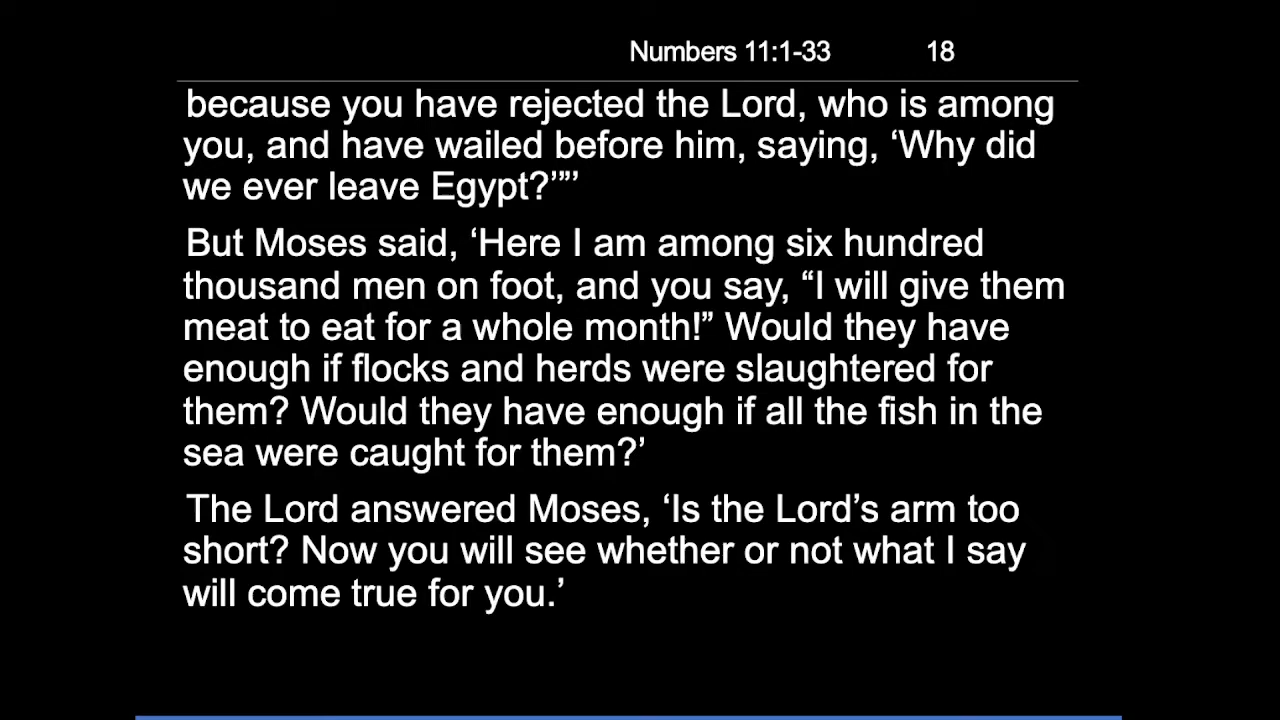 Numbers 11:1-33 18
because you have rejected the Lord, who is among
you, and have wailed before him, saying, ‘Why did
we ever leave Egypt?’”’
But Moses said, ‘Here I am among six hundred
thousand men on foot, and you say, “I will give them
meat to eat for a whole month!” Would they have
enough if flocks and herds were slaughtered for
them? Would they have enough if all the fish in the
sea were caught for them?’
The Lord answered Moses, ‘Is the Lord’s arm too
short? Now you will see whether or not what I say
will come true for you.’